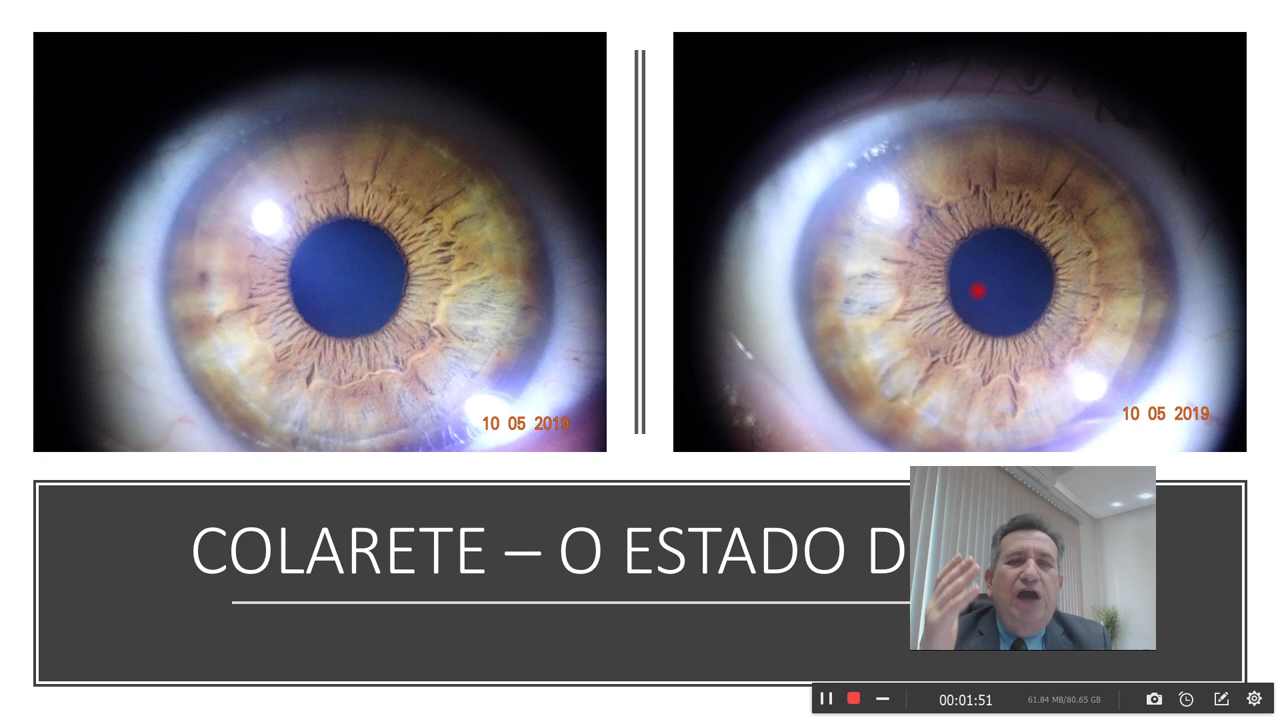 10 05 2019
10 05 2019
COLARETE – O ESTADO D
00:01:51
61.84 MB/80.65 GB